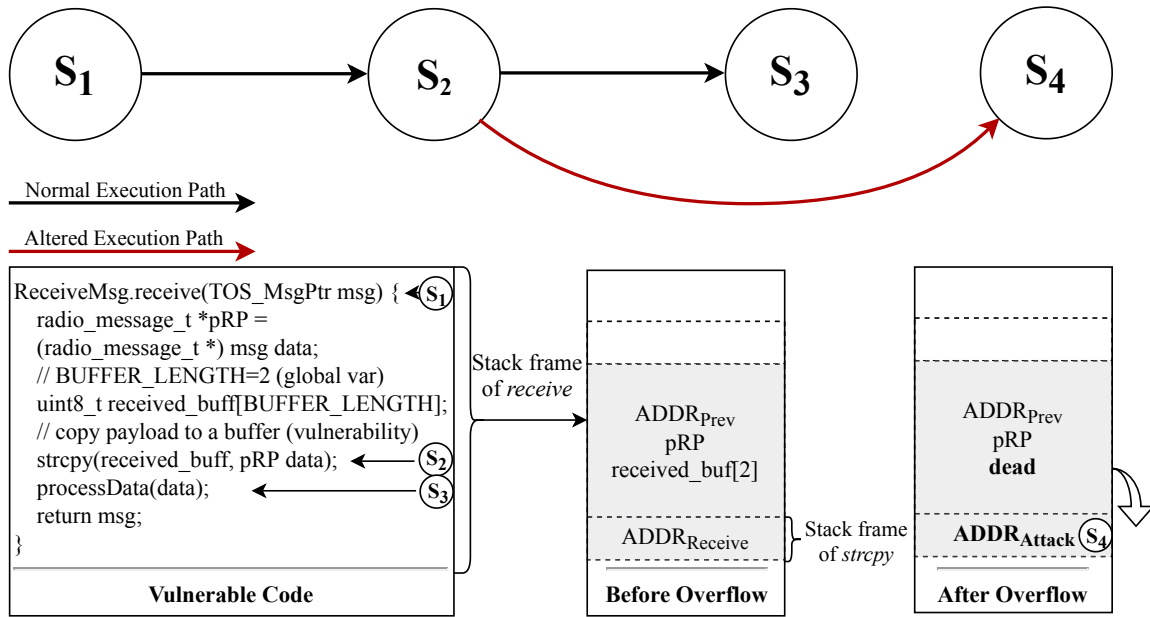 S1
S2
S3
S4
Normal Execution Path
Altered Execution Path
ReceiveMsg.receive(TOS_MsgPtr msg) {
S1
radio_message_t *pRP =
(radio_message_t *) msg data;
// BUFFER_LENGTH=2 (global var)
uint8_t received_buff[BUFFER_LENGTH];
// copy payload to a buffer (vulnerability)
strcpy(received_buff, pRP data);
S2
processData(data);
S3
return msg;
}
Vulnerable Code
Stack frame
of receive
ADDRPrev
pRP
received_buf[2]
ADDRReceive
Before Overflow
Stack frame
of strcpy
ADDRPrev
pRP
dead
ADDRAttack
S4
After Overflow